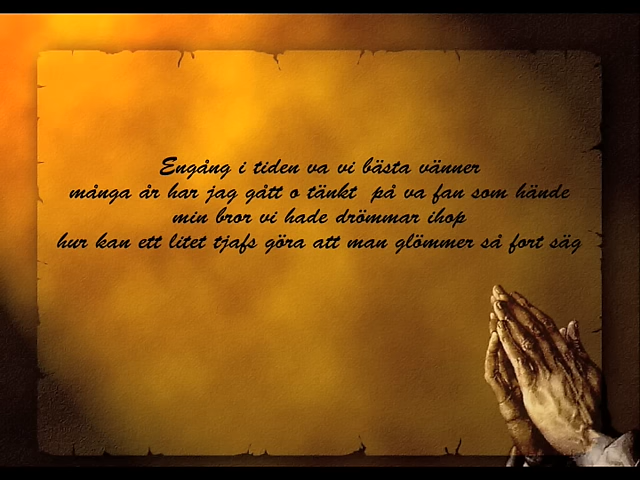 Engång i tiden va vi bästa vänner
många år har jag gått o tänkt på va fan som hände
min bror vi hade drömmar ihop
hur kan ett litet tjafs göra att man glömmer så fort säg